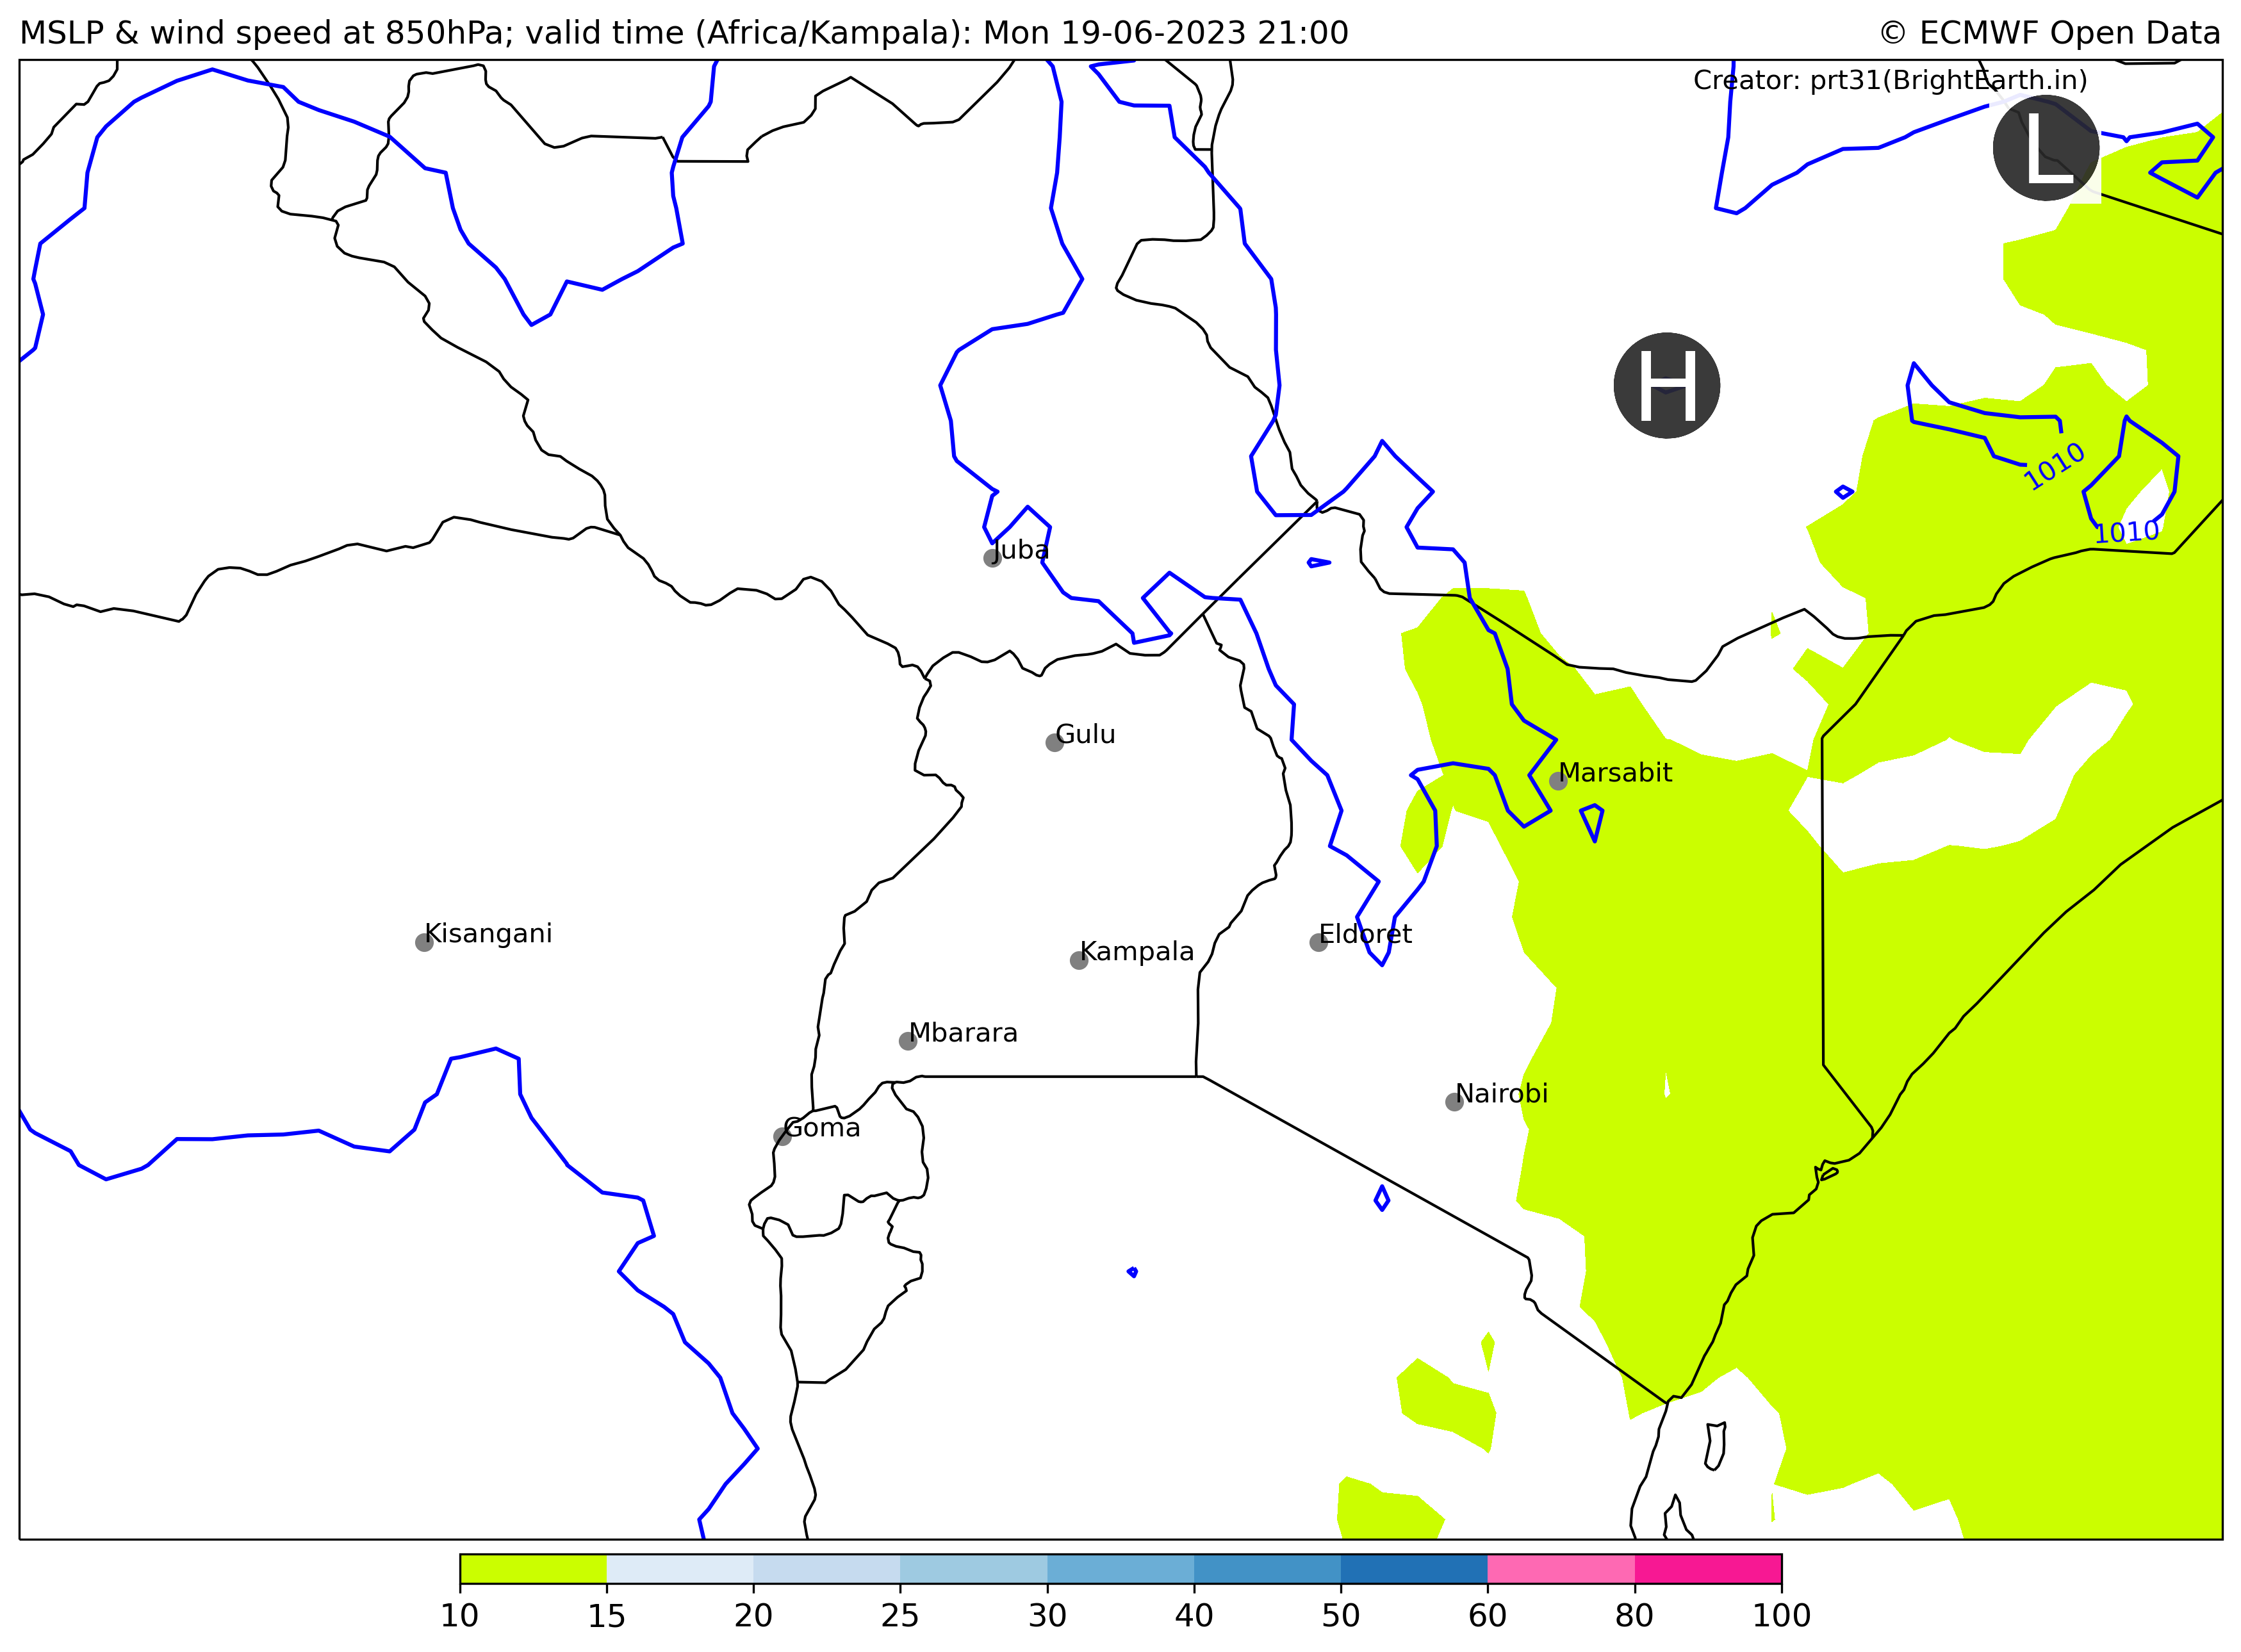 MSLP & wind speed at 850hPa; valid time (Africa/Kampala): Mon 19-06-2023 21:00
© ECMWF Open Data
Creator: prt31(BrightEarth.in)
L
H
1010
1010
Juba
Gulu
Marsabit
Kisangani
Eldoret
Kampala
Mbarara
Nairobi
Goma
10 15 20 25 30 40 50 60 80 100